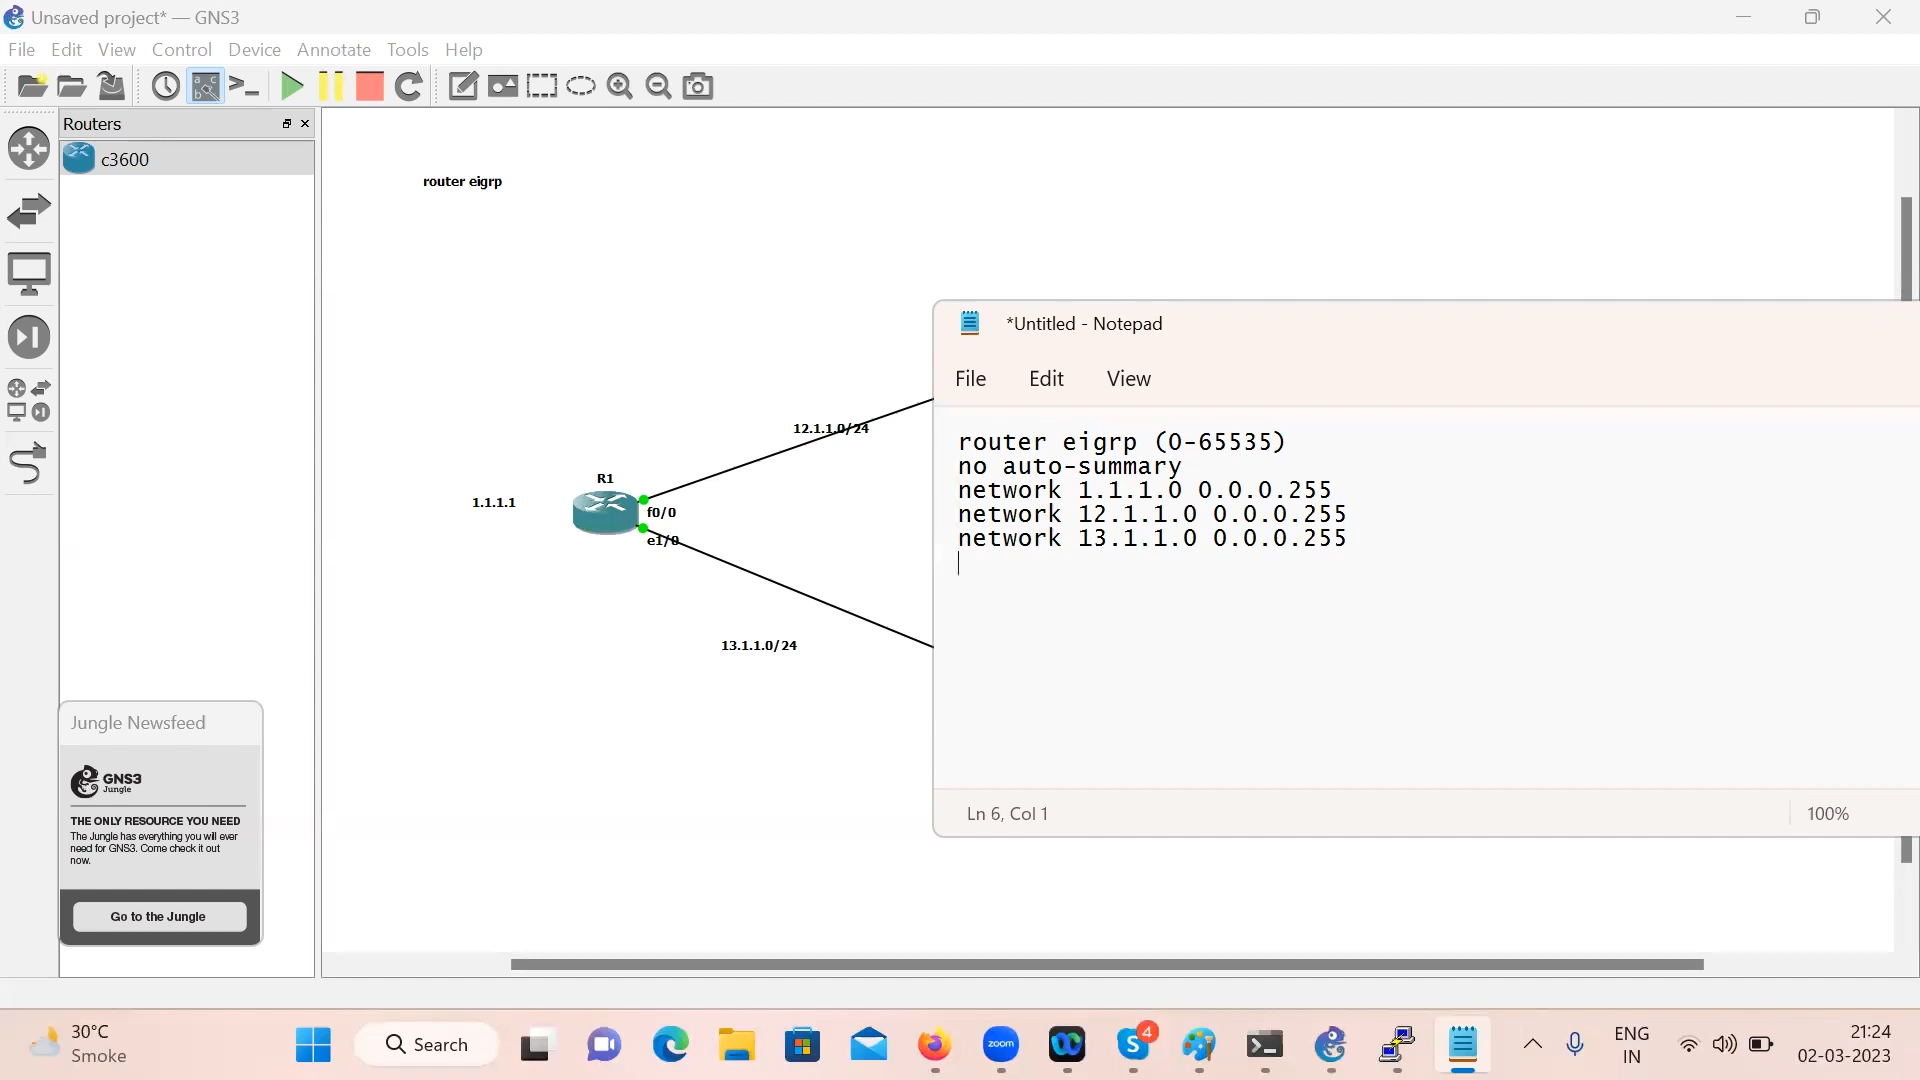 Unsaved project* — GNS3
File Edit View Control Device Annotate Tools Help
Routers
c3600
router eigrp
12.1.1.0/24
R1
1.1.1.1
f0/0
e1/0
13.1.1.0/24
*Untitled - Notepad
File Edit View
router eigrp (0-65535)
no auto-summary
network 1.1.1.0 0.0.0.255
network 12.1.1.0 0.0.0.255
network 13.1.1.0 0.0.0.255
Ln 6, Col 1
100%
Jungle Newsfeed
GNS3
Jungle
THE ONLY RESOURCE YOU NEED
The Jungle has everything you will ever
need for GNS3. Come check it out
now.
Go to the Jungle
30°C
Smoke
Search
zoom
4
ENG
IN
21:24
02-03-2023